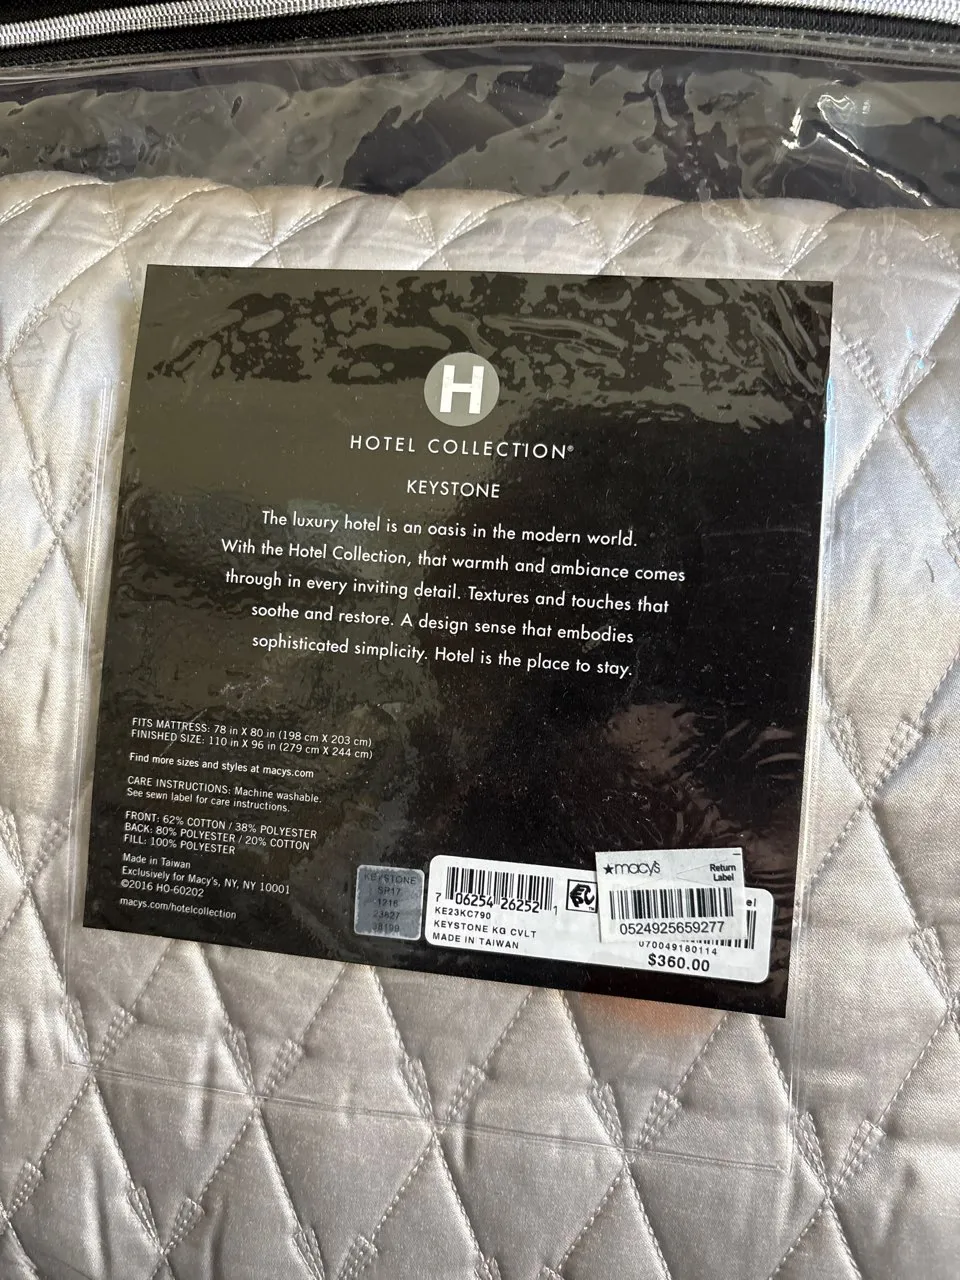 H
HOTEL COLLECTION®
KEYSTONE
The luxury hotel is an oasis in the modern world.
With the Hotel Collection, that warmth and ambiance comes
through in every inviting detail. Textures and touches that
soothe and restore. A design sense that embodies
sophisticated simplicity. Hotel is the place to stay.
FITS MATTRESS: 78 in X 80 in (198 cm X 203 cm)
FINISHED SIZE: 110 in X 96 in (279 cm X 244 cm)
Find more sizes and styles at macys.com
CARE INSTRUCTIONS: Machine washable.
See sewn label for care instructions.
FRONT: 62% COTTON / 38% POLYESTER
BACK: 80% POLYESTER / 20% COTTON
FILL: 100% POLYESTER
Made in Taiwan
Exclusively for Macy's, NY, NY 10001
©2016 HO-60202
macys.com/hotelcollection
KEYSTONE
SP17
1216
23827
38199
7 06254 26252 1
KE23KC790
KEYSTONE KG CVLT
MADE IN TAIWAN
★macy's
Return
Label
0524925659277
el
070049180114
$360.00